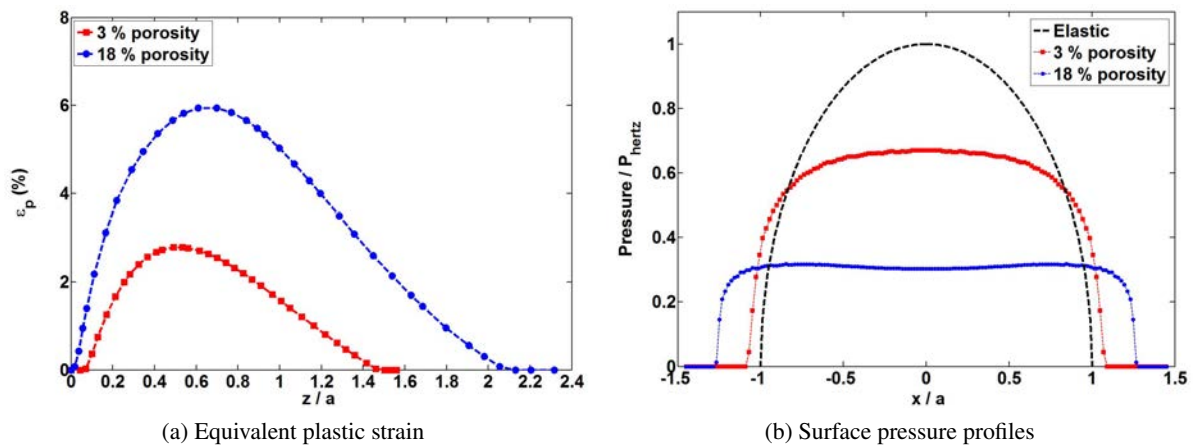 3 % porosity
18 % porosity
ε_p (%)
8
6
4
2
0
0 0.2 0.4 0.6 0.8 1 1.2 1.4 1.6 1.8 2 2.2 2.4
z / a
(a) Equivalent plastic strain
Elastic
3 % porosity
18 % porosity
Pressure / P_hertz
1
0.8
0.6
0.4
0.2
0
-1.5 -1 -0.5 0 0.5 1 1.5
x / a
(b) Surface pressure profiles